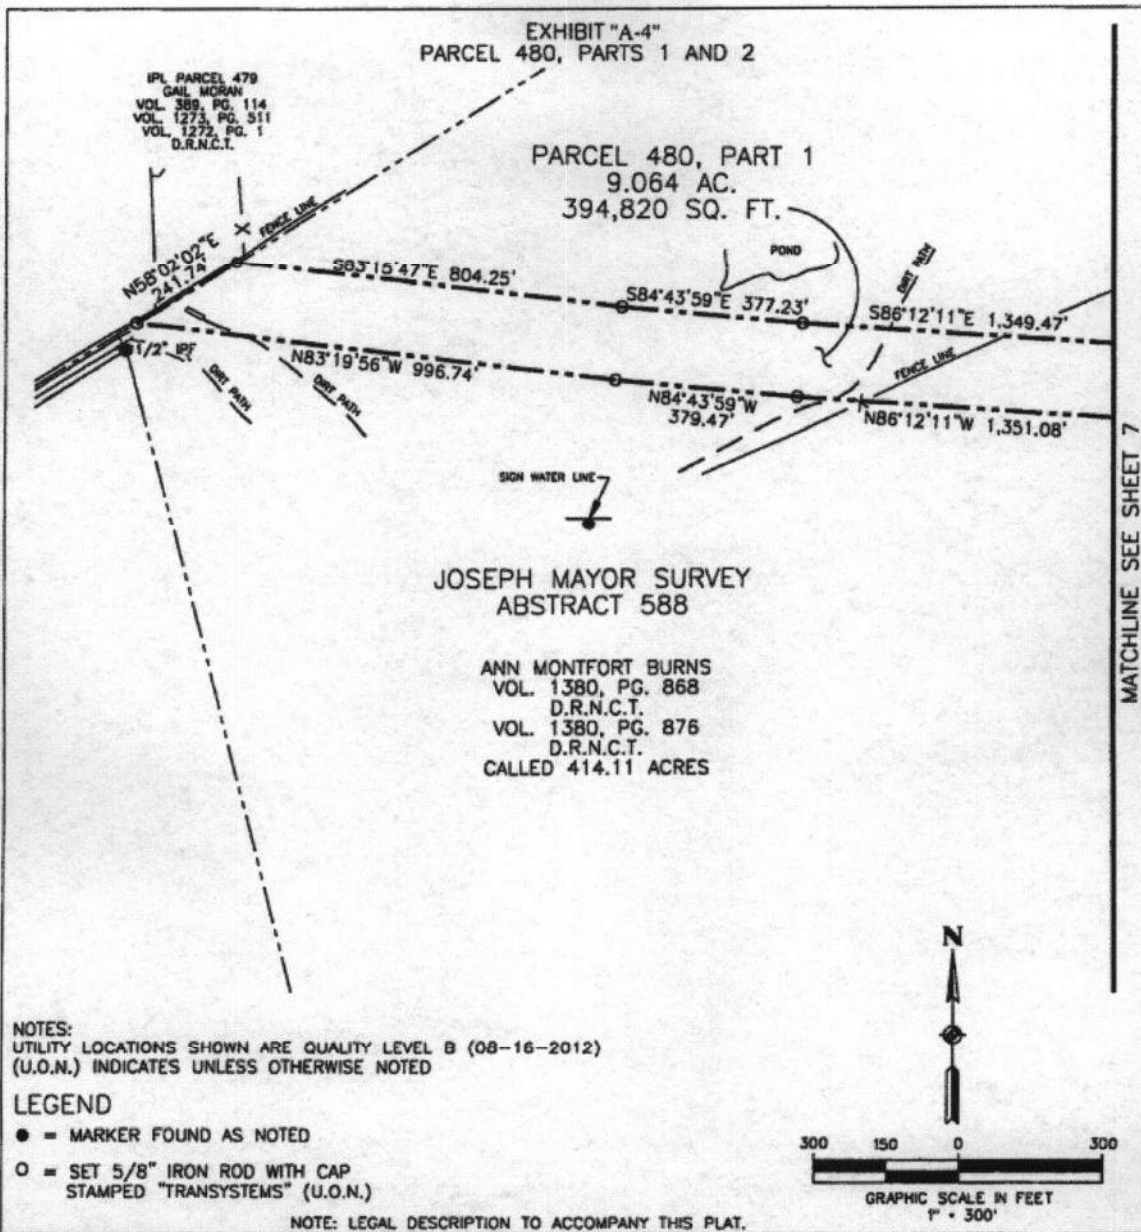 EXHIBIT "A-4"
PARCEL 480, PARTS 1 AND 2
IPL PARCEL 479
GAIL MORAN
VOL. 389, PG. 114
VOL. 1273, PG. 511
VOL. 1272, PG. 1
D.R.N.C.T.
PARCEL 480, PART 1
9.064 AC.
394,820 SQ. FT.
FENCE LINE
N58°02'02"E
241.74'
POND
DIRT PATH
S83°15'47"E 804.25'
S84°43'59"E 377.23'
S86°12'11"E 1,349.47'
1/2" IPF
N83°19'56"W 996.74'
DIRT PATH
DIRT PATH
FENCE LINE
N84°43'59"W
379.47'
N86°12'11"W 1,351.08'
SIGN WATER LINE
MATCHLINE SEE SHEET 7
JOSEPH MAYOR SURVEY
ABSTRACT 588
ANN MONTFORT BURNS
VOL. 1380, PG. 868
D.R.N.C.T.
VOL. 1380, PG. 876
D.R.N.C.T.
CALLED 414.11 ACRES
N
NOTES:
UTILITY LOCATIONS SHOWN ARE QUALITY LEVEL B (08-16-2012)
(U.O.N.) INDICATES UNLESS OTHERWISE NOTED
LEGEND
● = MARKER FOUND AS NOTED
O = SET 5/8" IRON ROD WITH CAP
STAMPED "TRANSYSTEMS" (U.O.N.)
300 150 0 300
GRAPHIC SCALE IN FEET
1" = 300'
NOTE: LEGAL DESCRIPTION TO ACCOMPANY THIS PLAT.